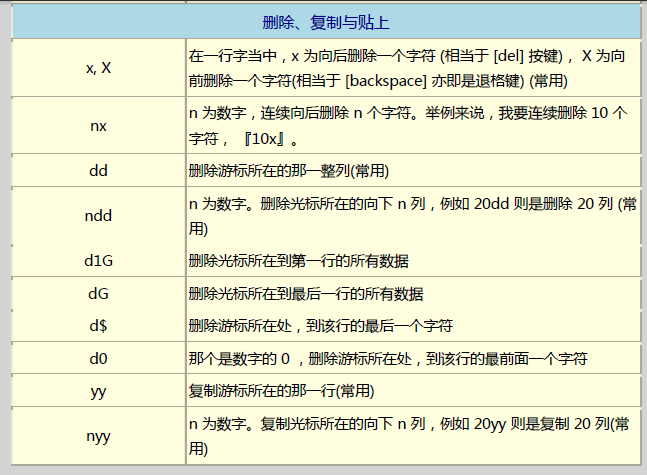 删除、复制与贴上
x, X
在一行字当中，x 为向后删除一个字符 (相当于 [del] 按键)， X 为向
前删除一个字符(相当于 [backspace] 亦即是退格键) (常用)
nx
n 为数字，连续向后删除 n 个字符。举例来说，我要连续删除 10 个
字符， 『10x』。
dd
删除游标所在的那一整列(常用)
ndd
n 为数字。删除光标所在的向下 n 列，例如 20dd 则是删除 20 列 (常
用)
d1G
删除光标所在到第一行的所有数据
dG
删除光标所在到最后一行的所有数据
d$
删除游标所在处，到该行的最后一个字符
d0
那个是数字的 0 ，删除游标所在处，到该行的最前面一个字符
yy
复制游标所在的那一行(常用)
nyy
n 为数字。复制光标所在的向下 n 列，例如 20yy 则是复制 20 列(常
用)